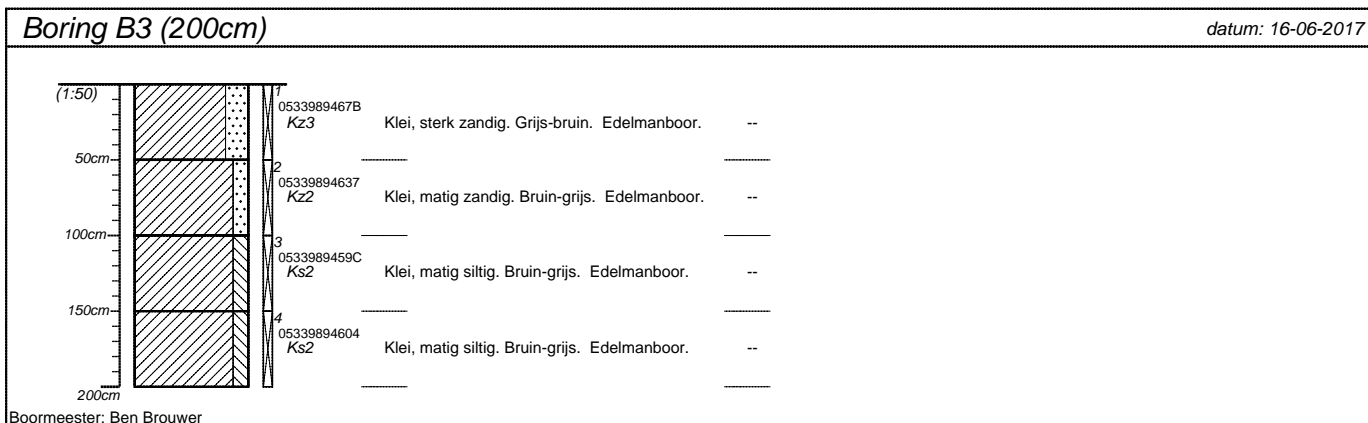 Boring B3 (200cm) datum: 16-06-2017
(1:50)
1
0533989467B
Kz3 Klei, sterk zandig. Grijs-bruin. Edelmanboor. --
50cm
2
05339894637
Kz2 Klei, matig zandig. Bruin-grijs. Edelmanboor. --
100cm
3
0533989459C
Ks2 Klei, matig siltig. Bruin-grijs. Edelmanboor. --
150cm
4
05339894604
Ks2 Klei, matig siltig. Bruin-grijs. Edelmanboor. --
200cm
Boormeester: Ben Brouwer